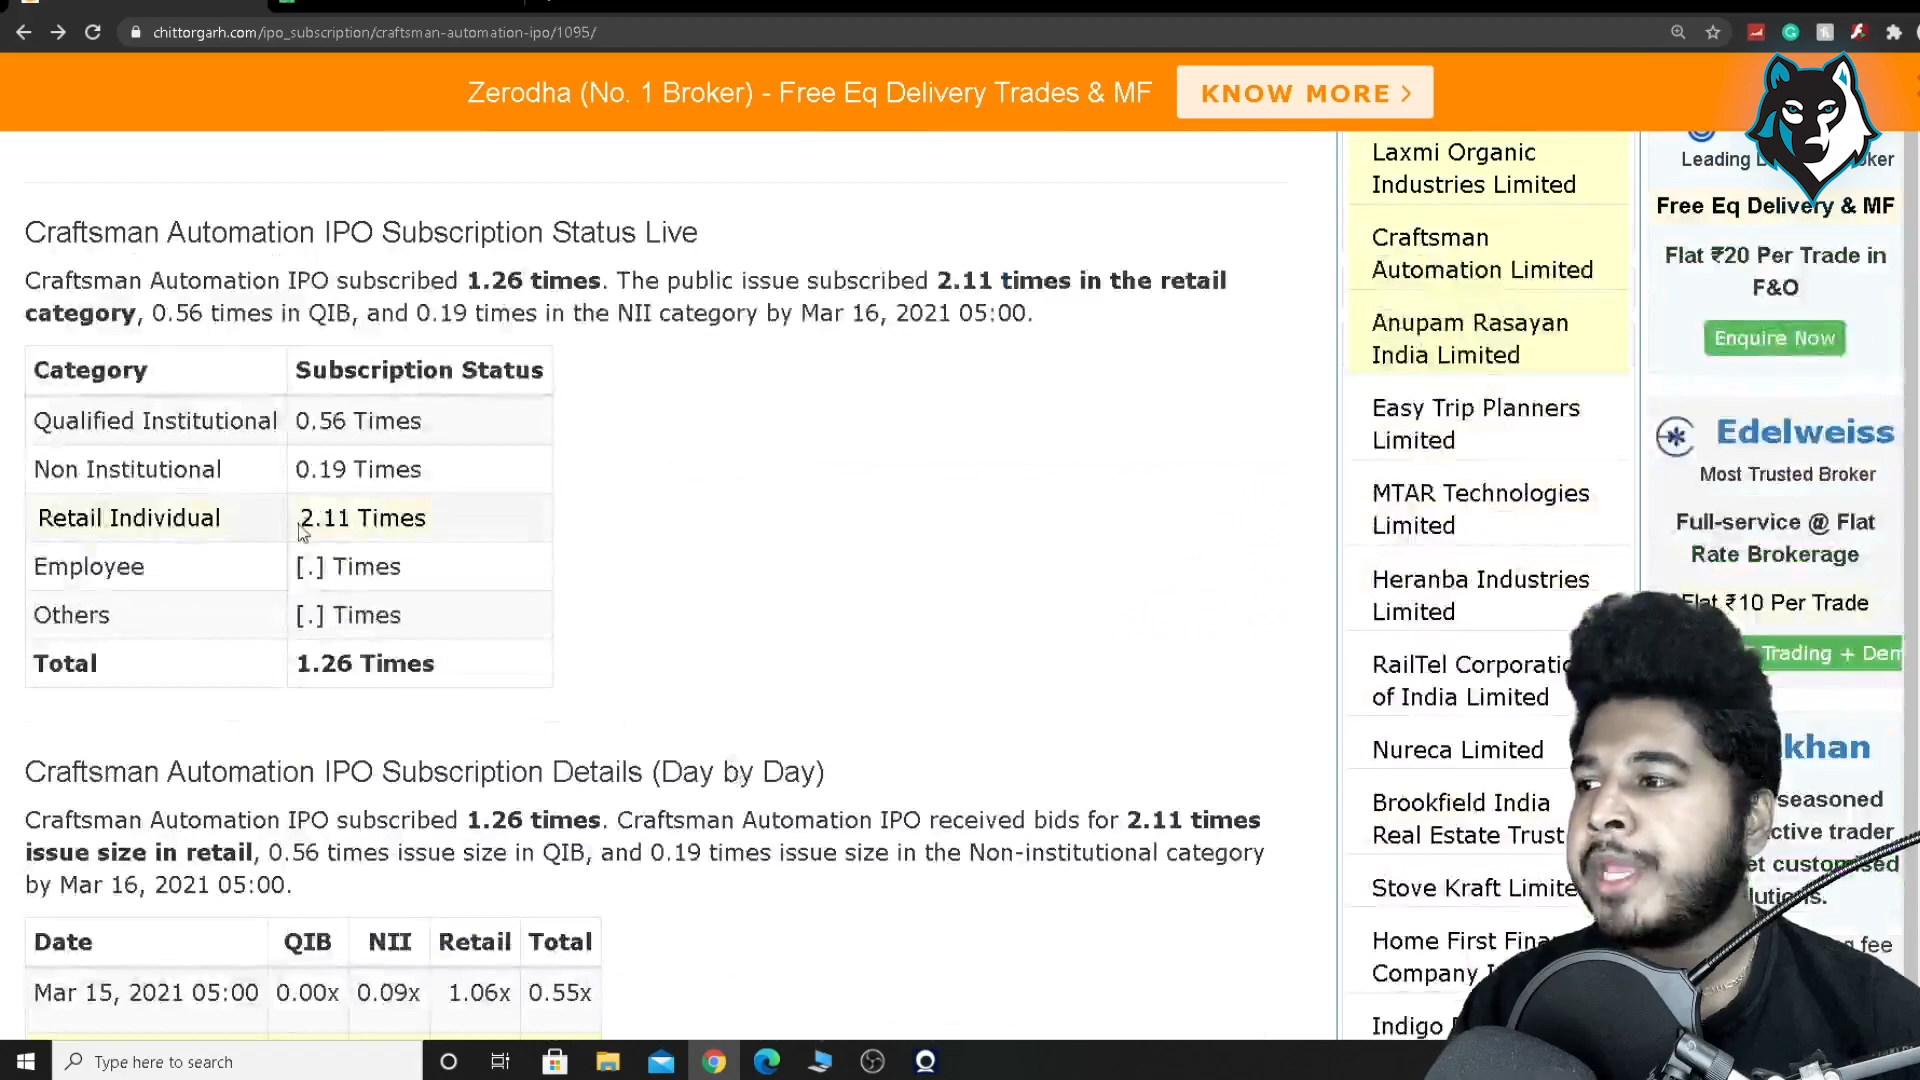 chittorgarh.com/ipo_subscription/craftsman-automation-ipo/1095/
Zerodha (No. 1 Broker) - Free Eq Delivery Trades & MF
KNOW MORE >
Craftsman Automation IPO Subscription Status Live
Craftsman Automation IPO subscribed 1.26 times. The public issue subscribed 2.11 times in the retail
category, 0.56 times in QIB, and 0.19 times in the NII category by Mar 16, 2021 05:00.
Category Subscription Status
Qualified Institutional 0.56 Times
Non Institutional 0.19 Times
Retail Individual 2.11 Times
Employee [.] Times
Others [.] Times
Total 1.26 Times
Craftsman Automation IPO Subscription Details (Day by Day)
Craftsman Automation IPO subscribed 1.26 times. Craftsman Automation IPO received bids for 2.11 times
issue size in retail, 0.56 times issue size in QIB, and 0.19 times issue size in the Non-institutional category
by Mar 16, 2021 05:00.
Date QIB NII Retail Total
Mar 15, 2021 05:00 0.00x 0.09x 1.06x 0.55x
Laxmi Organic
Industries Limited
Craftsman
Automation Limited
Anupam Rasayan
India Limited
Easy Trip Planners
Limited
MTAR Technologies
Limited
Heranba Industries
Limited
RailTel Corporatio
of India Limited
Nureca Limited
Brookfield India
Real Estate Trust
Stove Kraft Limite
Home First Fina
Company
Indigo
Leading
Free Eq Delivery & MF
Flat ₹20 Per Trade in
F&O
Enquire Now
Edelweiss
Most Trusted Broker
Full-service @ Flat
Rate Brokerage
Flat ₹10 Per Trade
Trading + Dem
khan
seasoned
ctive trader
et customised
lutions.
fee
Type here to search